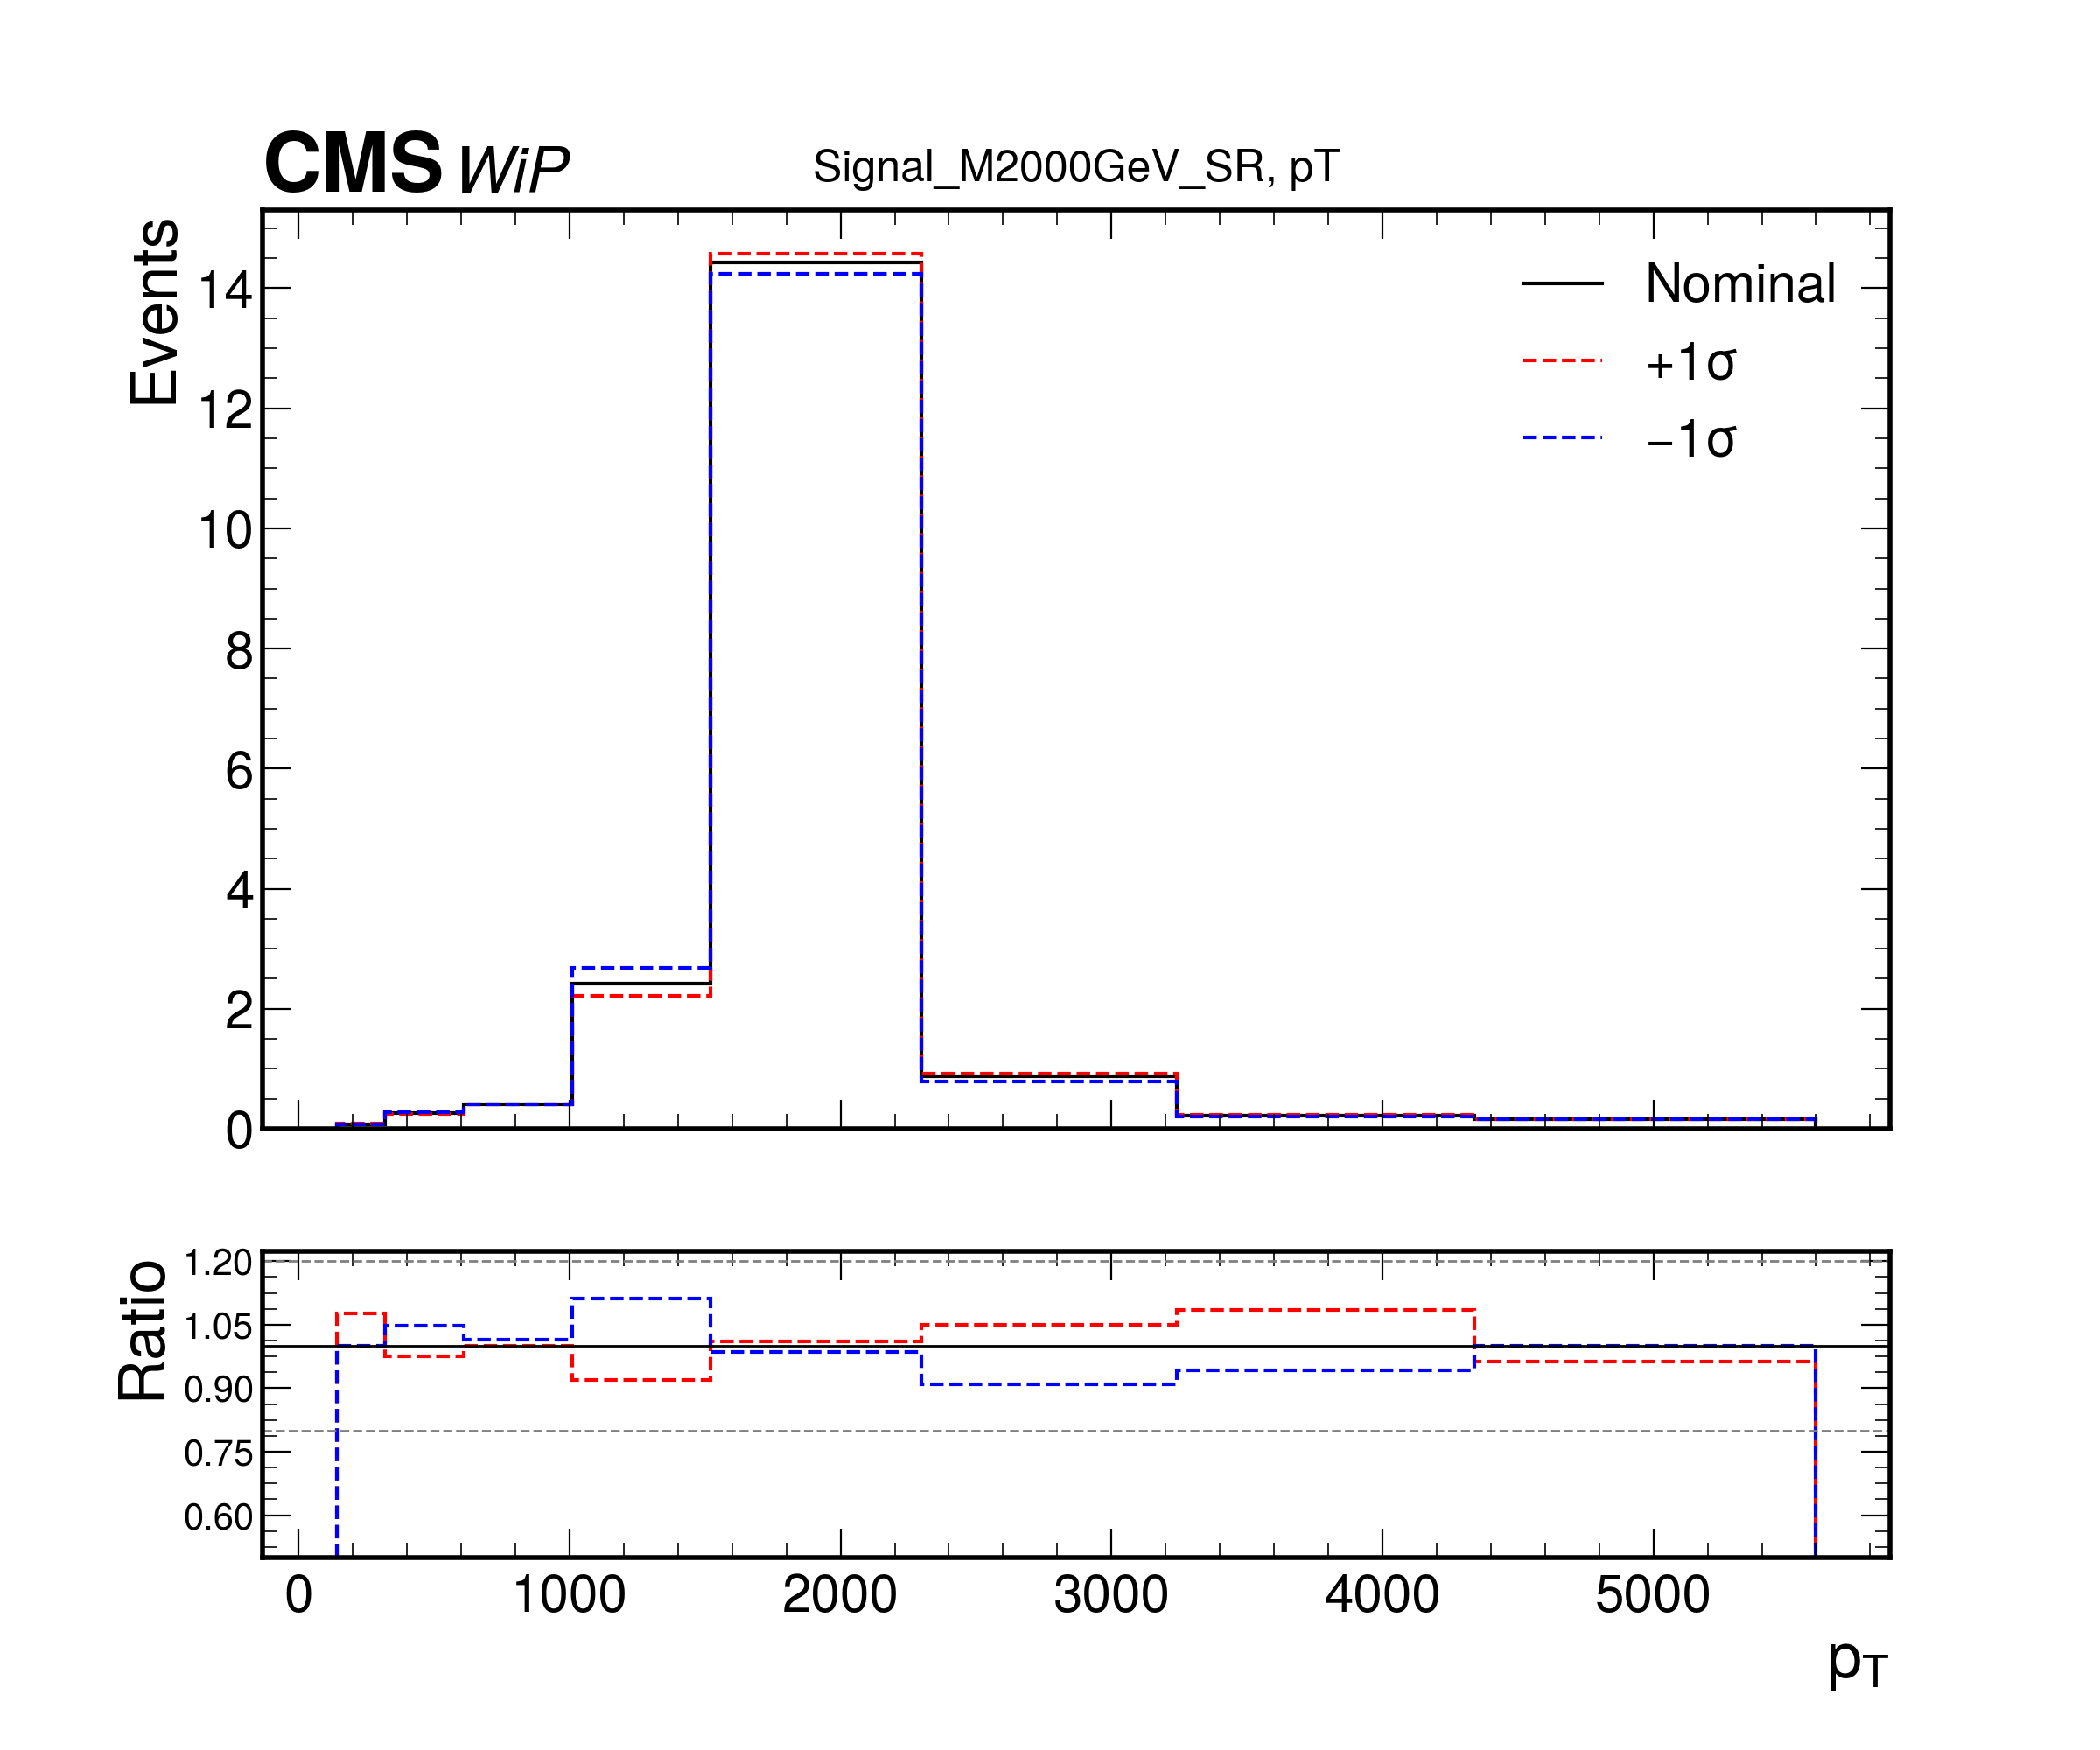 CMS WiP Signal_M2000GeV_SR, pT
Events
14
12
10
8
6
4
2
0
Nominal
+1σ
−1σ
Ratio
1.20
1.05
0.90
0.75
0.60
0 1000 2000 3000 4000 5000
pT